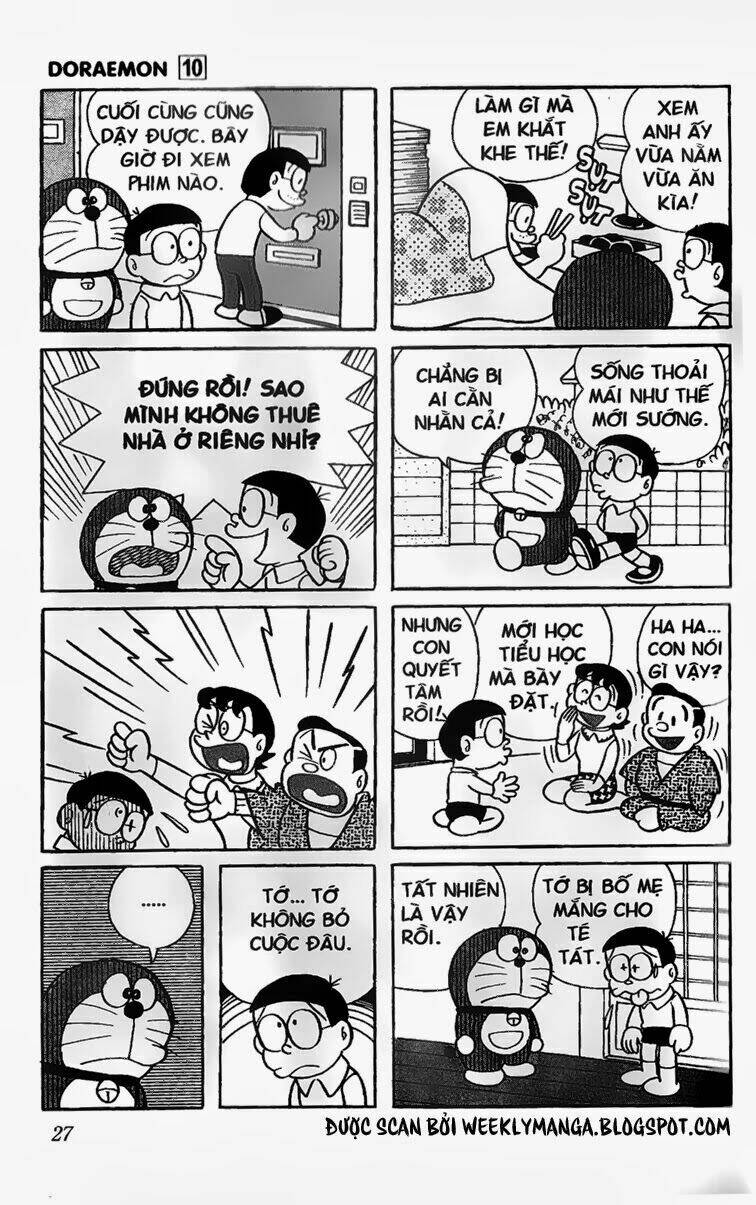 DORAEMON 10
XEM
ANH ẤY
VỪA NẰM
VỪA ĂN
KÌA!
LÀM GÌ MÀ
EM KHẮT
KHE THẾ!
SỤT
SỤT
CUỐI CÙNG CŨNG
DẬY ĐƯỢC. BÂY
GIỜ ĐI XEM
PHIM NÀO.
SỐNG THOẢI
MÁI NHƯ THẾ
MỚI SƯỚNG.
CHẲNG BỊ
AI CẰN
NHẰN CẢ!
ĐÚNG RỒI! SAO
MÌNH KHÔNG THUÊ
NHÀ Ở RIÊNG NHỈ?
HA HA...
CON NÓI
GÌ VẬY?
MỚI HỌC
TIỂU HỌC
MÀ BÀY
ĐẶT.
NHƯNG
CON
QUYẾT
TÂM
RỒI!
TỚ BỊ BỐ MẸ
MẮNG CHO
TÉ
TÁT.
TẤT NHIÊN
LÀ VẬY
RỒI.
TỚ... TỚ
KHÔNG BỎ
CUỘC ĐÂU.
......
27
ĐƯỢC SCAN BỞI WEEKLYMANGA.BLOGSPOT.COM